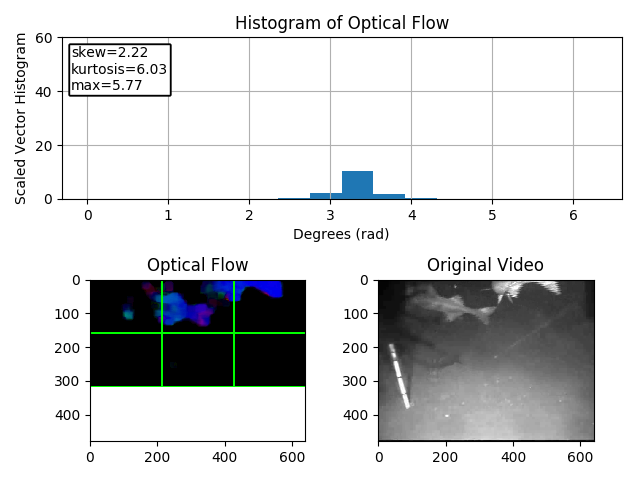 Histogram of Optical Flow
skew=2.22
kurtosis=6.03
max=5.77
Scaled Vector Histogram
60
40
20
0
0 1 2 3 4 5 6
Degrees (rad)
Optical Flow
0
100
200
300
400
0 200 400 600
Original Video
0
100
200
300
400
0 200 400 600